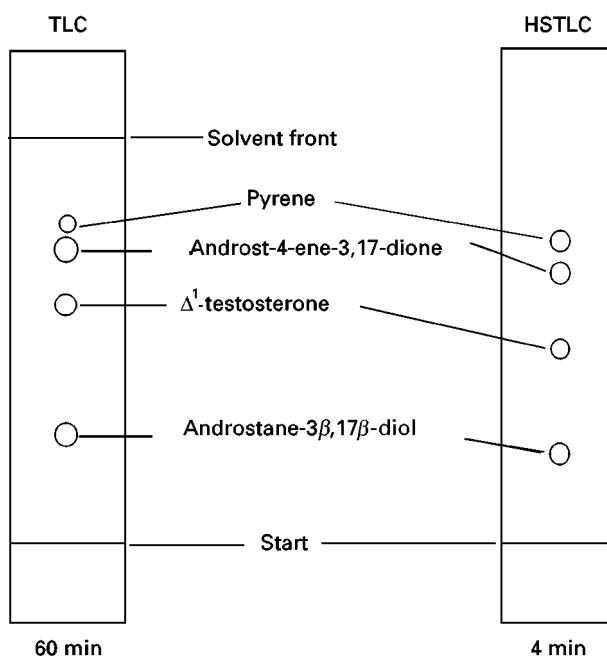 TLC
HSTLC
Solvent front
Pyrene
Androst-4-ene-3,17-dione
Δ¹-testosterone
Androstane-3β,17β-diol
Start
60 min
4 min